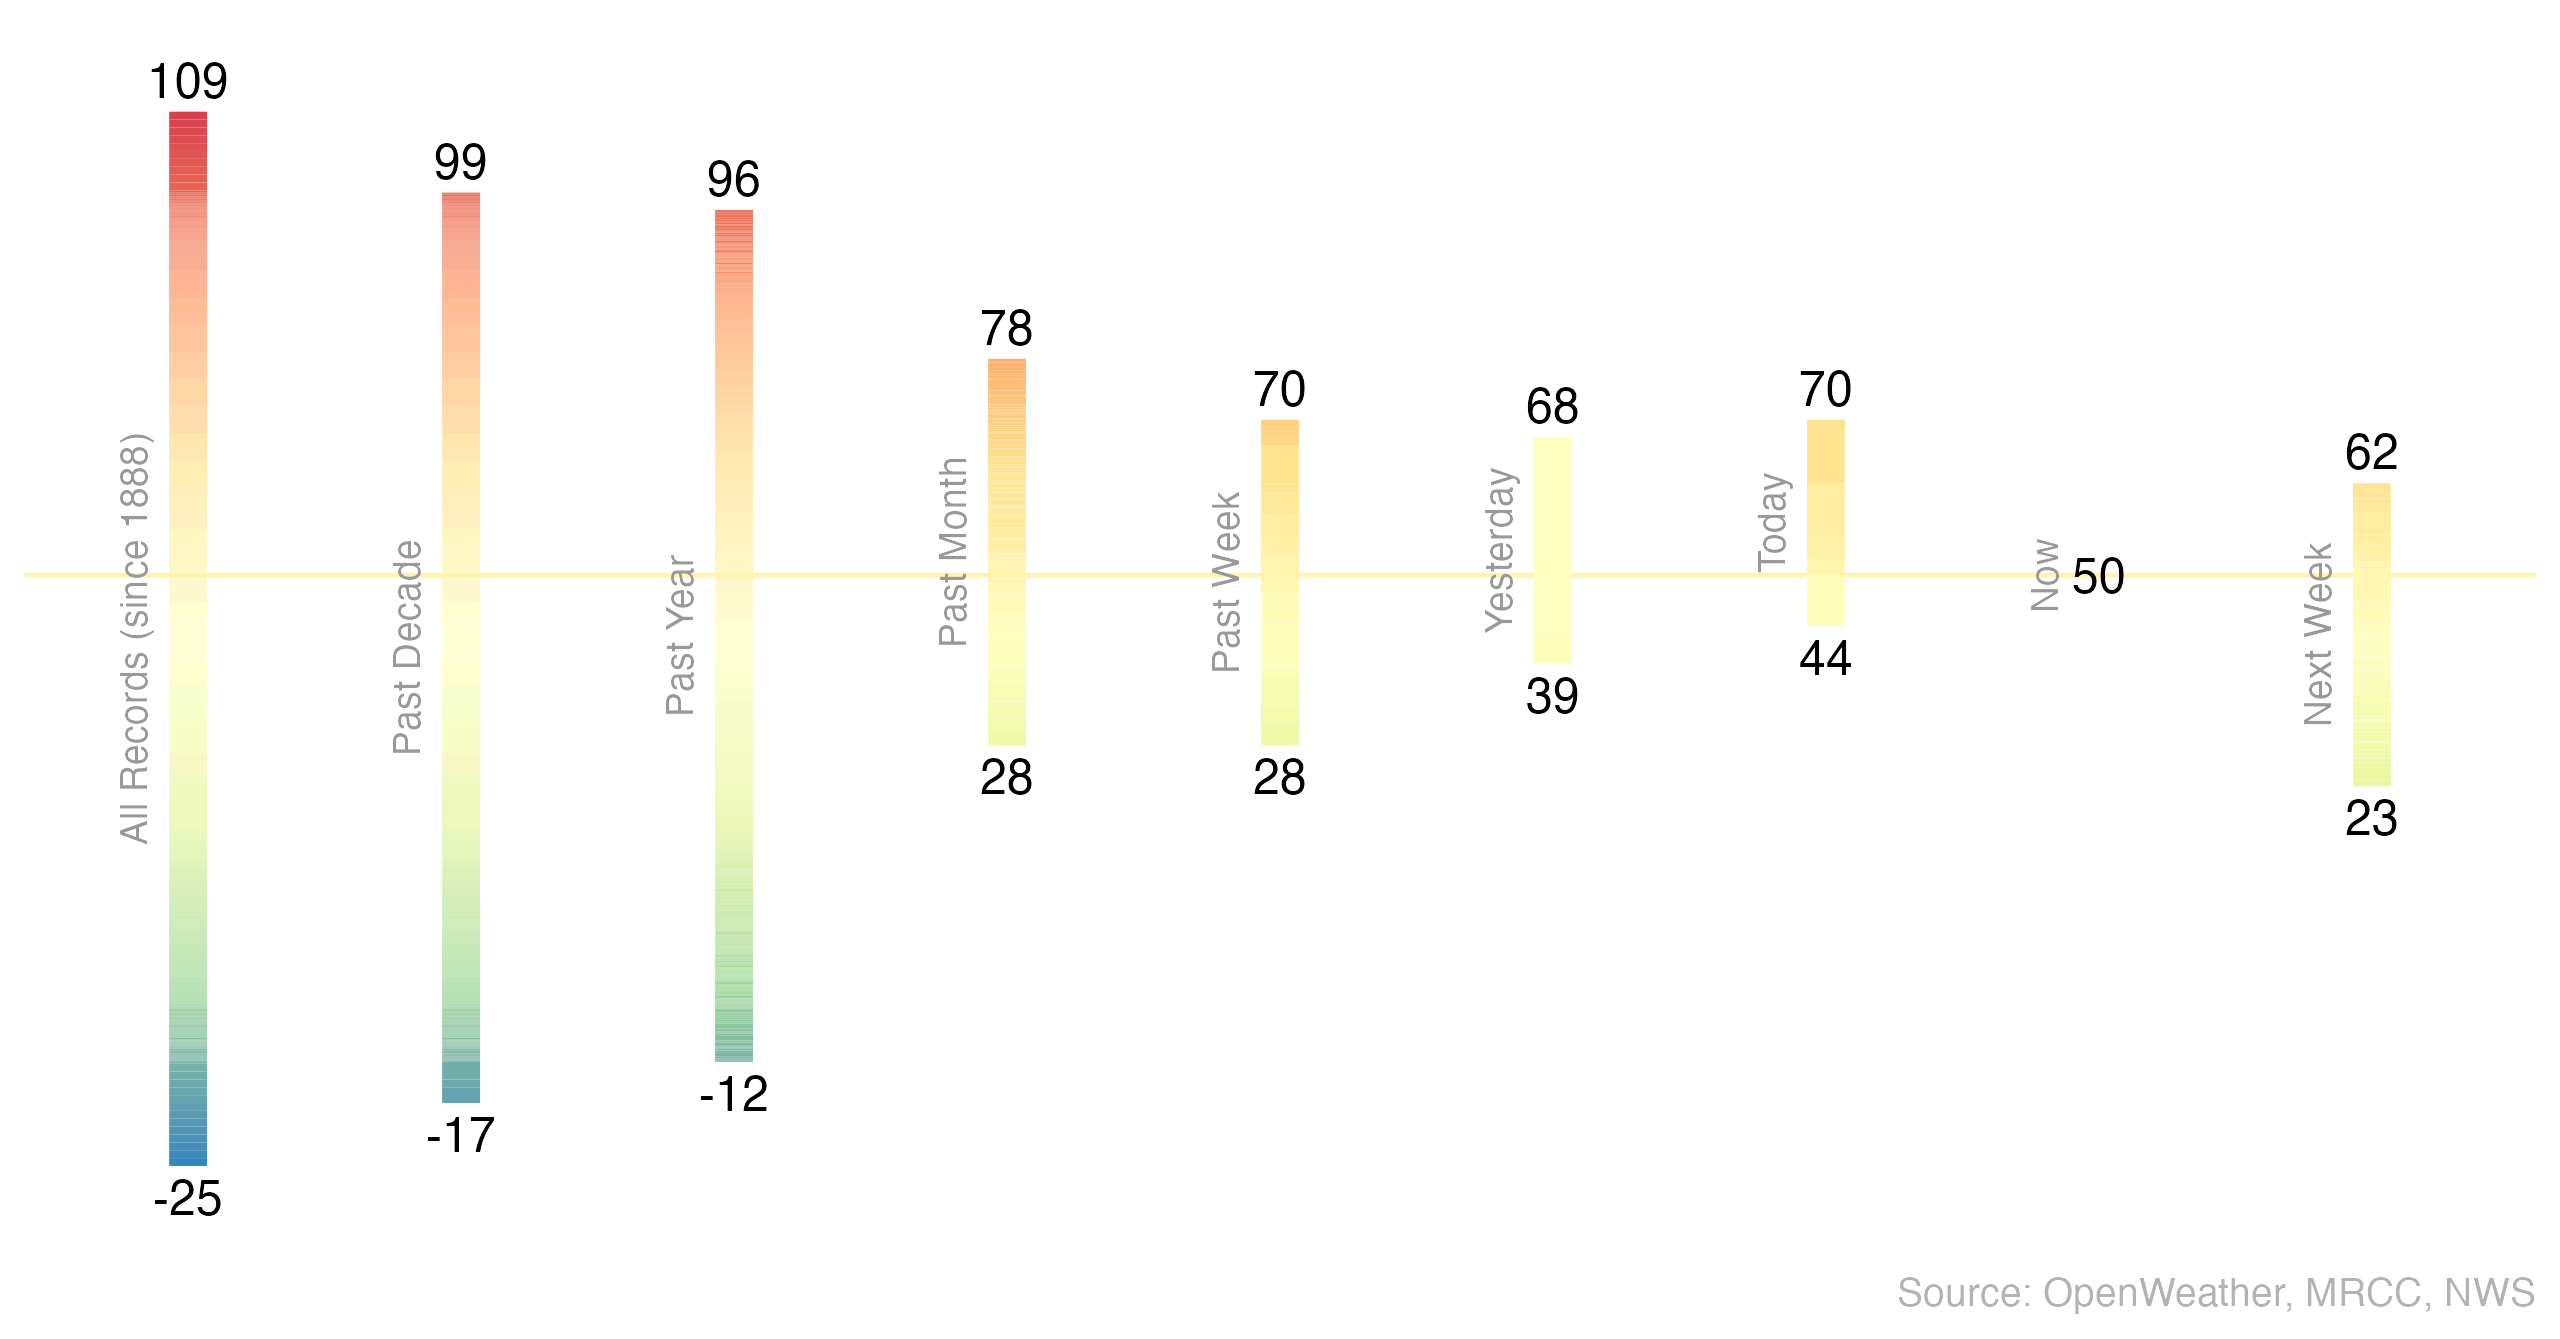 109
All Records (since 1888)
-25
99
Past Decade
-17
96
Past Year
-12
78
Past Month
28
70
Past Week
28
68
Yesterday
39
70
Today
44
Now
50
62
Next Week
23
Source: OpenWeather, MRCC, NWS